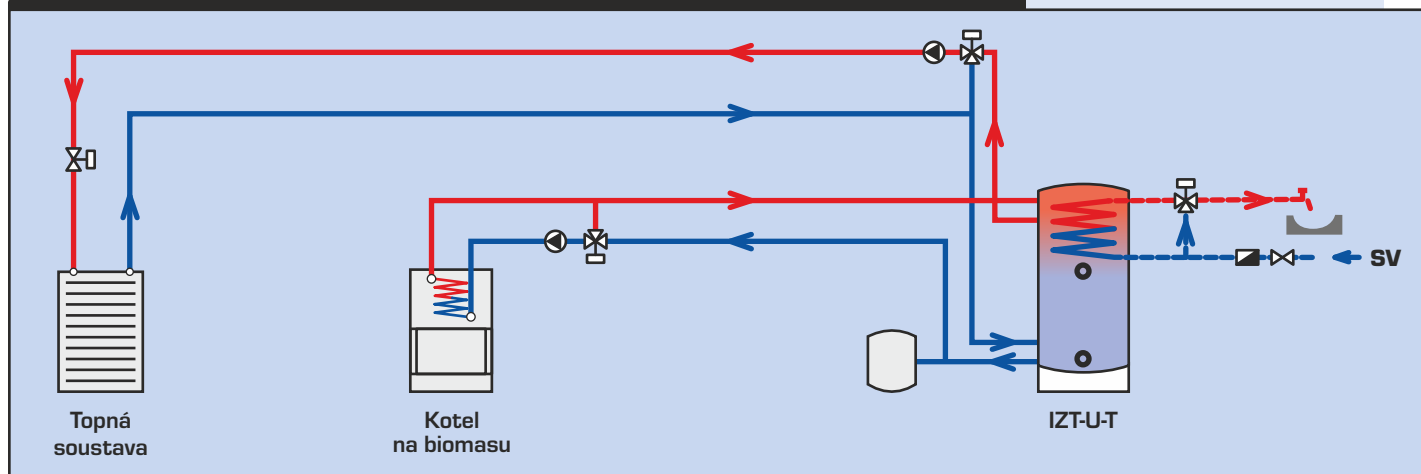 SV
Topná
soustava
Kotel
na biomasu
IZT-U-T